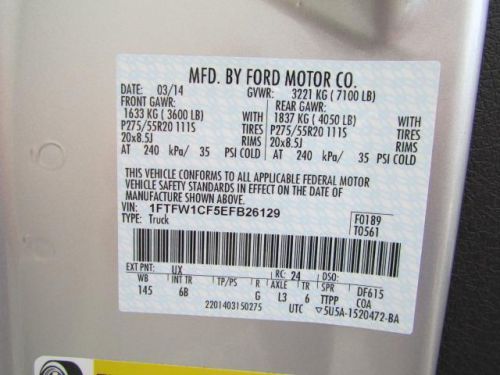 MFD. BY FORD MOTOR CO.
DATE: 03/14 GVWR: 3221 KG (7100 LB)
FRONT GAWR: REAR GAWR:
1633 KG (3600 LB) WITH 1837 KG (4050 LB) WITH
P275/55R20 111S TIRES P275/55R20 111S TIRES
20x8.5J RIMS 20x8.5J RIMS
AT 240 kPa/ 35 PSI COLD AT 240 kPa/ 35 PSI COLD
THIS VEHICLE CONFORMS TO ALL APPLICABLE FEDERAL MOTOR
VEHICLE SAFETY STANDARDS IN EFFECT ON THE DATE OF
MANUFACTURE SHOWN ABOVE.
VIN: 1FTFW1CF5EFB26129 F0189
TYPE: Truck T0561
EXT PNT: UX RC: 24 DSO:
WB INT TR TP/PS R AXLE TR SPR DF615
145 6B G L3 6 TTPP COA
2201403150275 UTC ▽5U5A-1520472-BA